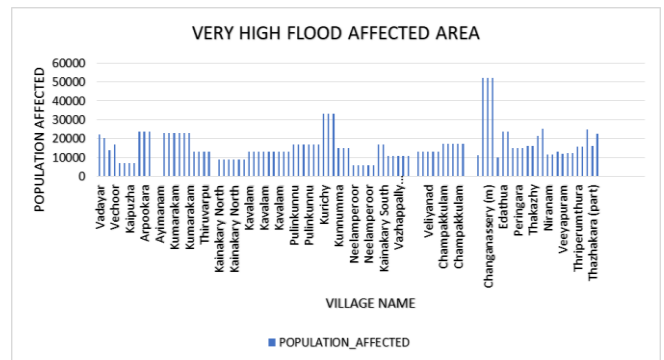 VERY HIGH FLOOD AFFECTED AREA
POPULATION AFFECTED
60000
50000
40000
30000
20000
10000
0
Vadayar
Vechoor
Kaipuzha
Arpookara
Ayimanam
Kumarakam
Kumarakam
Thiruvarpu
Kainakary North
Kainakary North
Kavalam
Kavalam
Kavalam
Pulinkunnu
Pulinkunnu
Kurichy
Kunnumma
Neelamperoor
Neelamperoor
Kainakary South
Vazhappally...
Veliyanad
Champakkulam
Champakkulam
Changanassery (m)
Edathua
Peringara
Thakazhy
Niranam
Veeyapuram
Thriperumthura
Thazhakara (part)
VILLAGE NAME
POPULATION_AFFECTED